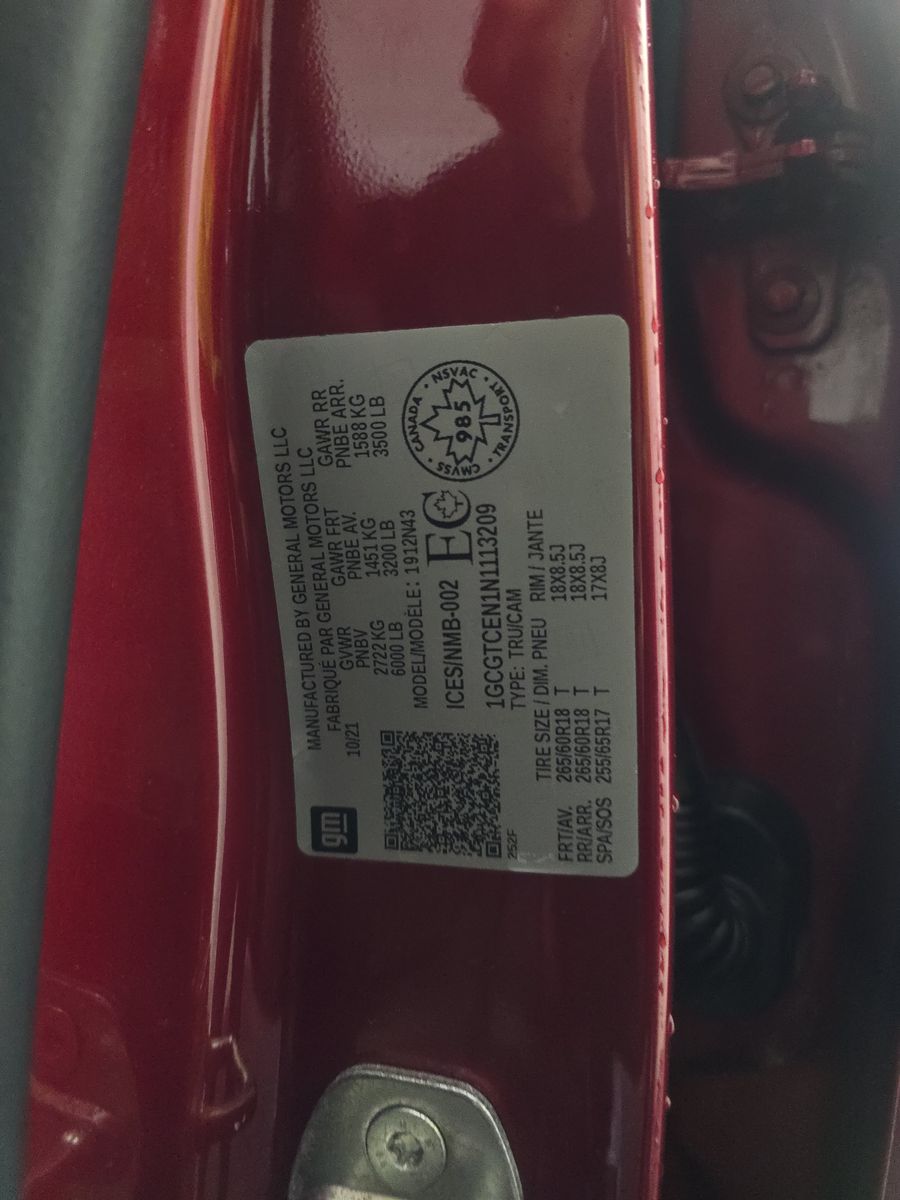 gm
MANUFACTURED BY GENERAL MOTORS LLC
FABRIQUÉ PAR GENERAL MOTORS LLC
10/21
GVWR GAWR FRT GAWR RR
PNBV PNBE AV. PNBE ARR.
2722 KG 1451 KG 1588 KG
6000 LB 3200 LB 3500 LB
MODEL/MODÈLE : 1912N43
ICES/NMB-002
EC
CANADA · NSVAC · TRANSPORT · CMVSS ·
985
1GCGTCEN1N1113209
TYPE: TRU/CAM
252F
TIRE SIZE / DIM. PNEU RIM / JANTE
FRT/AV. 265/60R18 T 18X8.5J
RR/ARR. 265/60R18 T 18X8.5J
SPA/SOS 255/65R17 T 17X8J